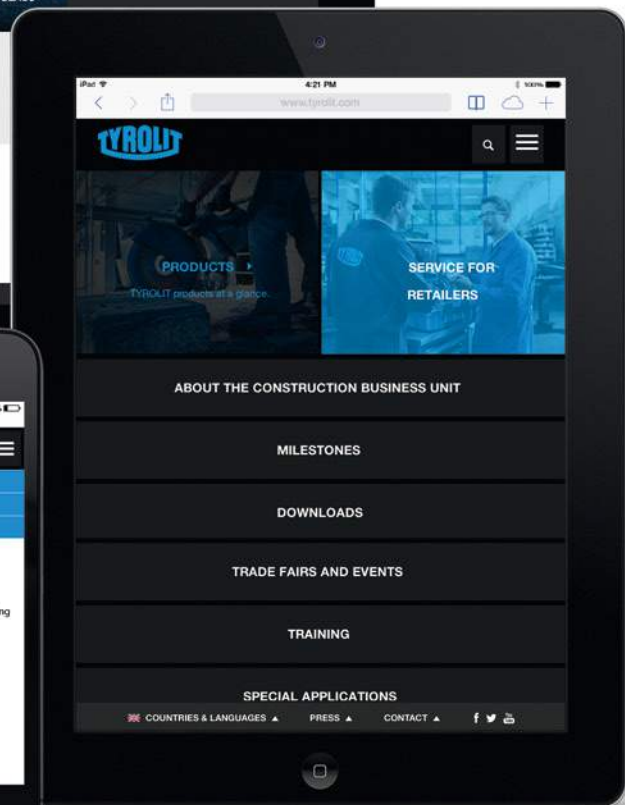 iPad
4:21 PM
100%
www.tyrolit.com
TYROLIT
PRODUCTS
TYROLIT products at a glance.
SERVICE FOR
RETAILERS
ABOUT THE CONSTRUCTION BUSINESS UNIT
MILESTONES
DOWNLOADS
TRADE FAIRS AND EVENTS
TRAINING
SPECIAL APPLICATIONS
COUNTRIES & LANGUAGES ▲ PRESS ▲ CONTACT ▲